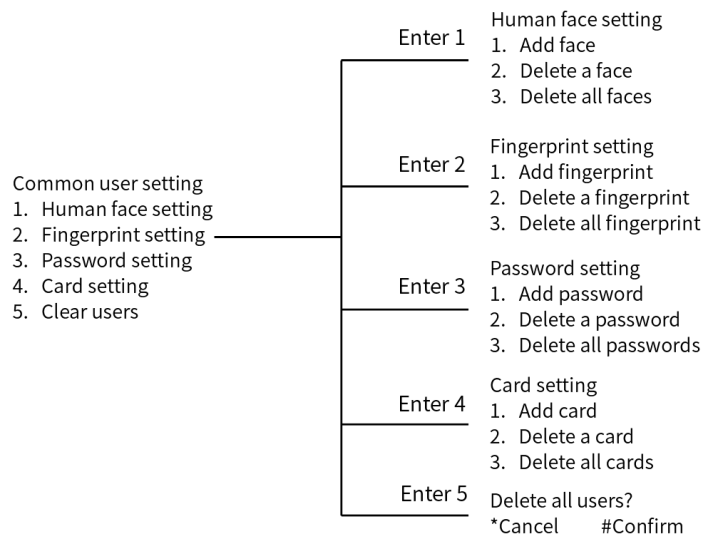 Common user setting
1. Human face setting
2. Fingerprint setting
3. Password setting
4. Card setting
5. Clear users
Enter 1
Human face setting
1. Add face
2. Delete a face
3. Delete all faces
Enter 2
Fingerprint setting
1. Add fingerprint
2. Delete a fingerprint
3. Delete all fingerprint
Enter 3
Password setting
1. Add password
2. Delete a password
3. Delete all passwords
Enter 4
Card setting
1. Add card
2. Delete a card
3. Delete all cards
Enter 5
Delete all users?
*Cancel #Confirm